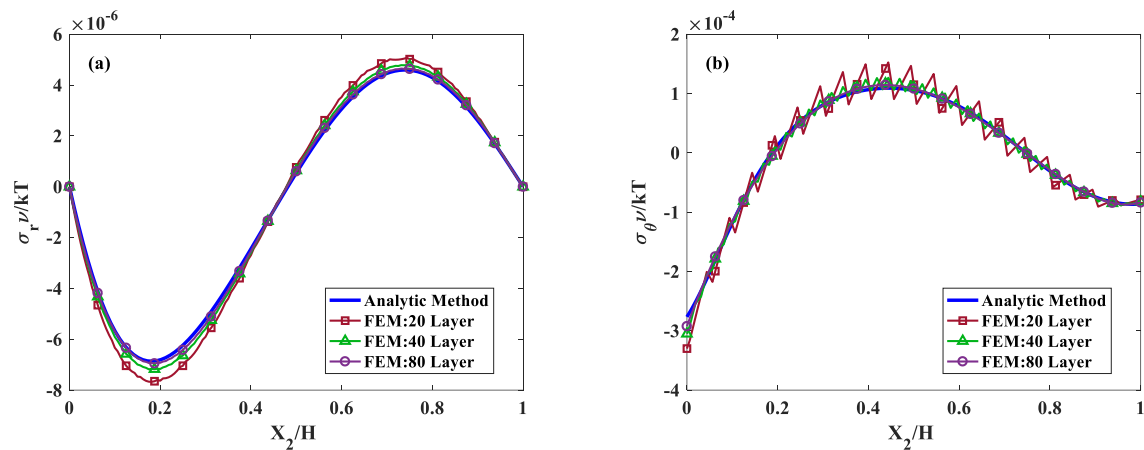 ×10⁻⁶
(a)
6
4
2
0
-2
-4
-6
-8
σ_r ν/kT
0
0.2
0.4
0.6
0.8
1
X₂/H
Analytic Method
FEM:20 Layer
FEM:40 Layer
FEM:80 Layer
×10⁻⁴
(b)
2
1
0
-1
-2
-3
-4
σ_θ ν/kT
0
0.2
0.4
0.6
0.8
1
X₂/H
Analytic Method
FEM:20 Layer
FEM:40 Layer
FEM:80 Layer